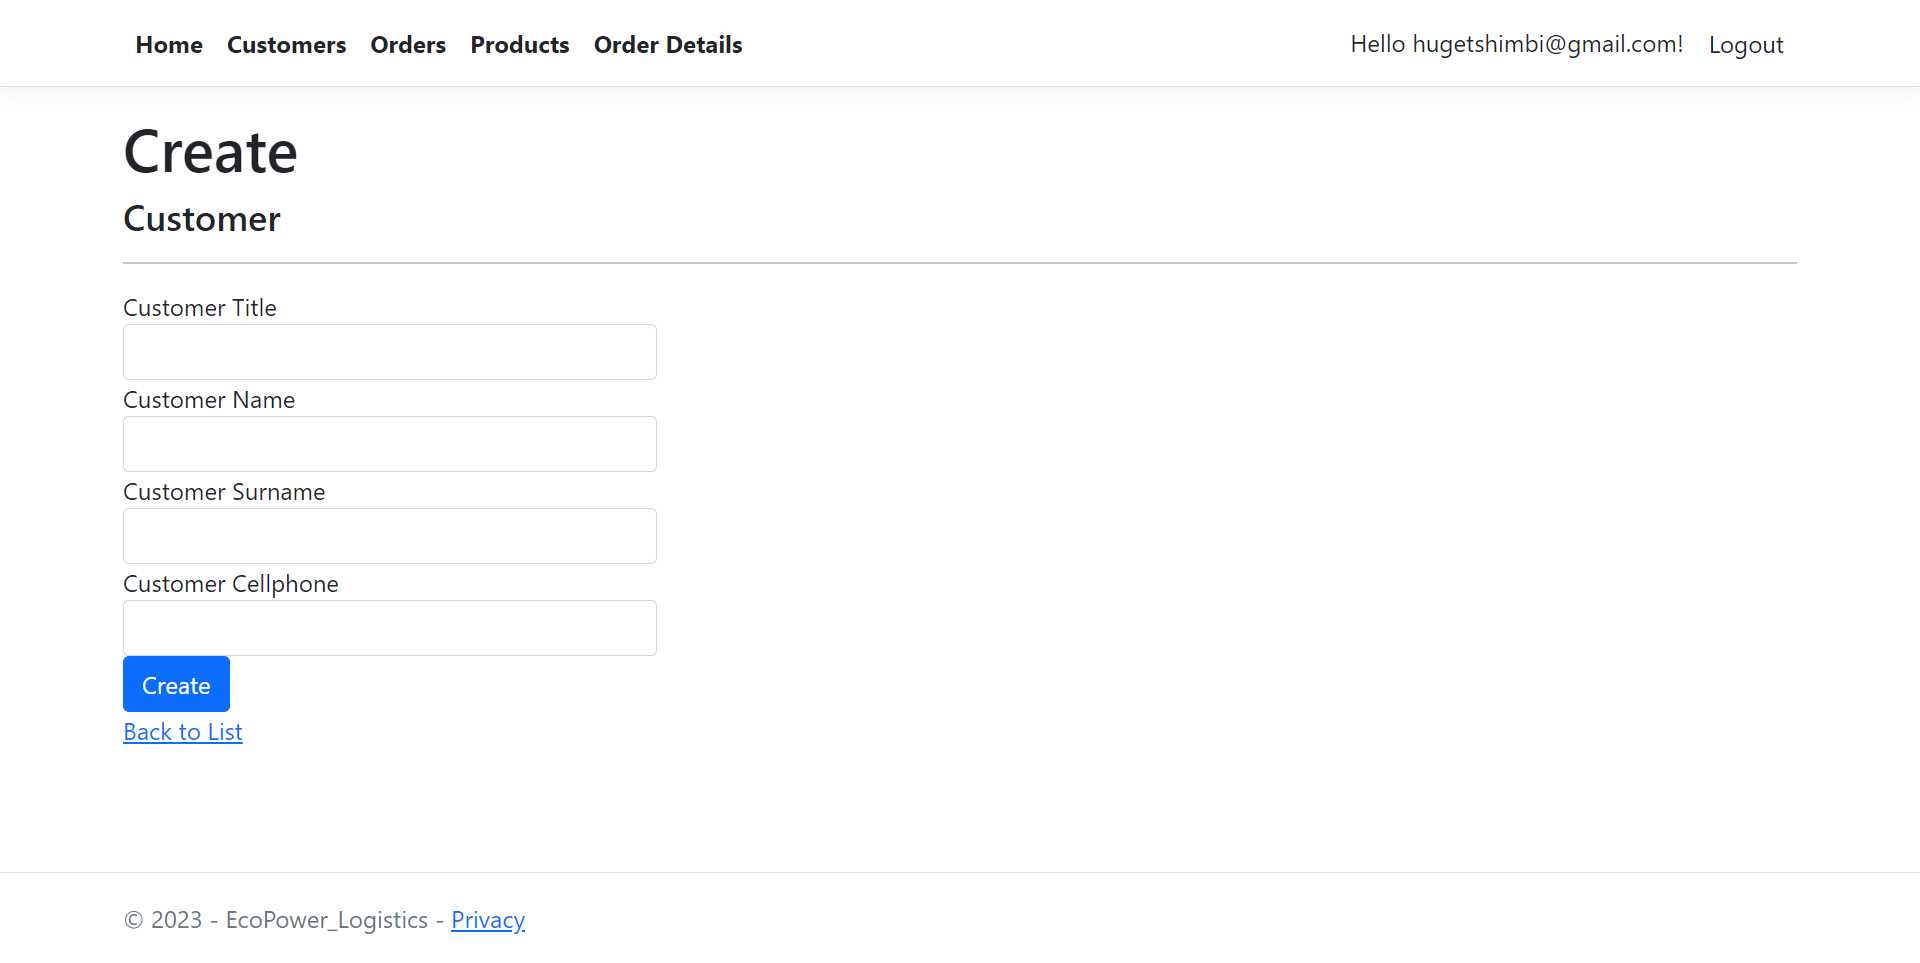 Home Customers Orders Products Order Details Hello hugetshimbi@gmail.com! Logout
Create
Customer
Customer Title
Customer Name
Customer Surname
Customer Cellphone
Create
Back to List
© 2023 - EcoPower_Logistics - Privacy